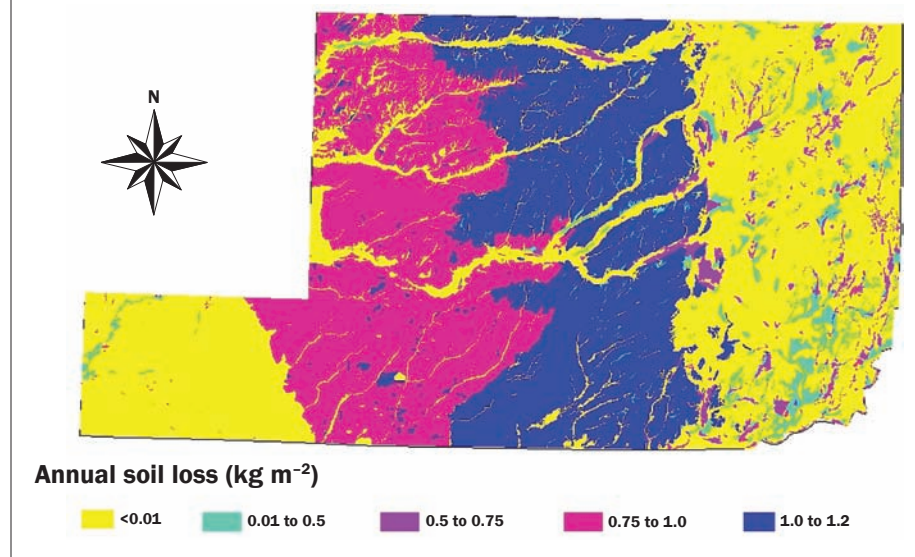 N
Annual soil loss (kg m⁻²)
<0.01
0.01 to 0.5
0.5 to 0.75
0.75 to 1.0
1.0 to 1.2